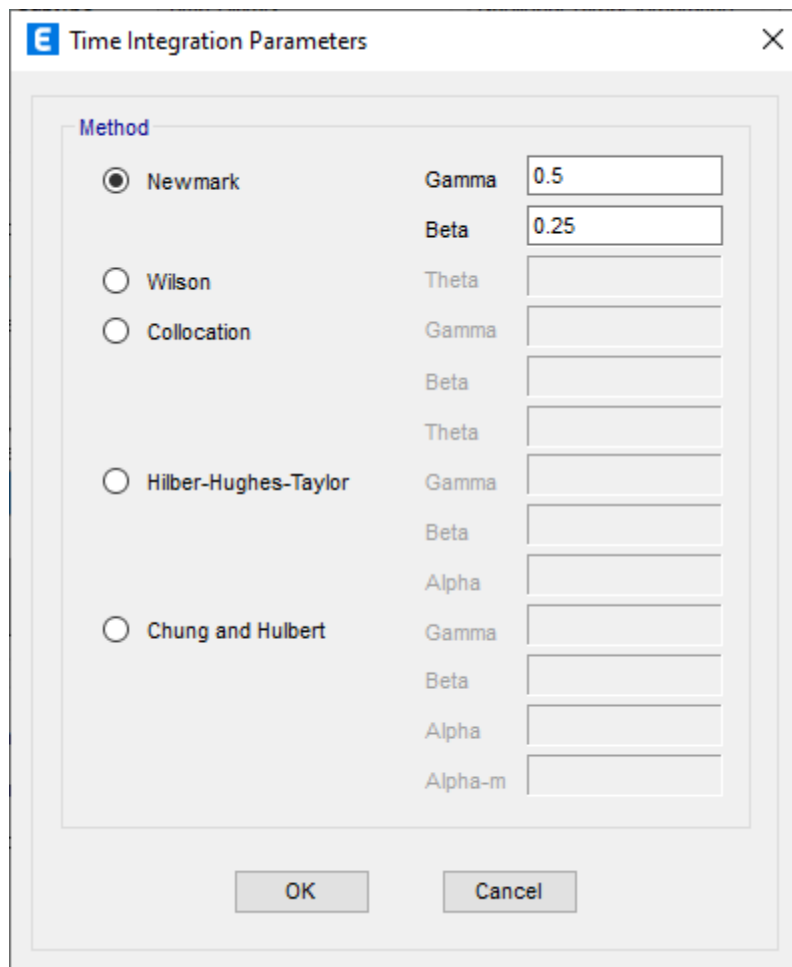 E Time Integration Parameters
Method
Newmark Gamma 0.5
Beta 0.25
Wilson Theta
Collocation Gamma
Beta
Theta
Hilber-Hughes-Taylor Gamma
Beta
Alpha
Chung and Hulbert Gamma
Beta
Alpha
Alpha-m
OK Cancel